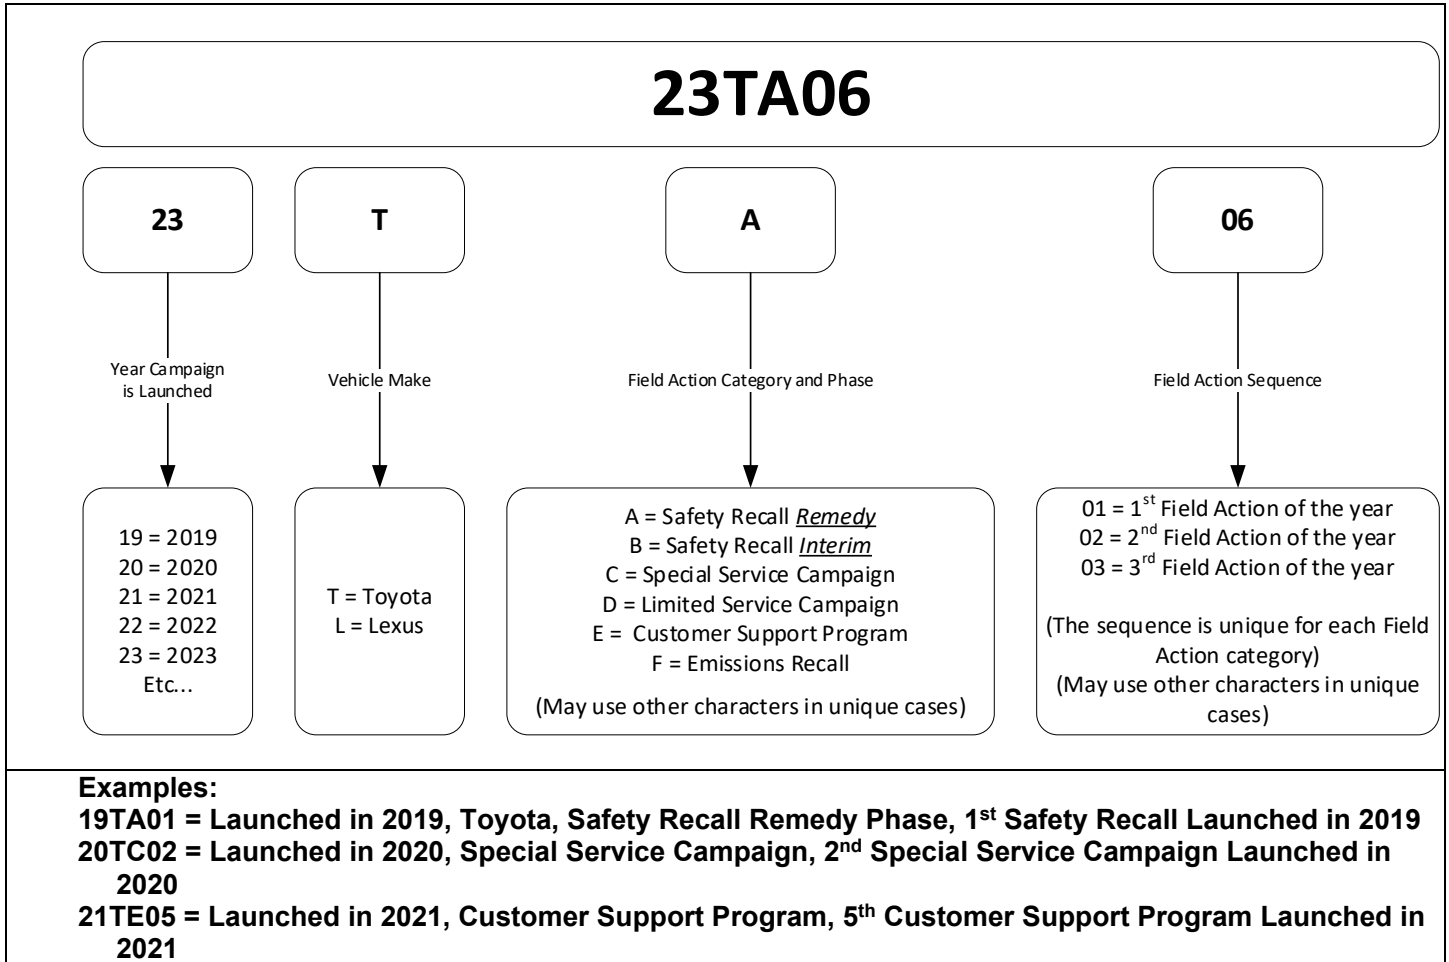 23TA06
23
T
A
06
Year Campaign
is Launched
Vehicle Make
Field Action Category and Phase
Field Action Sequence
19 = 2019
20 = 2020
21 = 2021
22 = 2022
23 = 2023
Etc...
T = Toyota
L = Lexus
A = Safety Recall Remedy
B = Safety Recall Interim
C = Special Service Campaign
D = Limited Service Campaign
E =  Customer Support Program
F = Emissions Recall
(May use other characters in unique cases)
01 = 1st Field Action of the year
02 = 2nd Field Action of the year
03 = 3rd Field Action of the year
(The sequence is unique for each Field
Action category)
(May use other characters in unique
cases)
Examples:
19TA01 = Launched in 2019, Toyota, Safety Recall Remedy Phase, 1st Safety Recall Launched in 2019
20TC02 = Launched in 2020, Special Service Campaign, 2nd Special Service Campaign Launched in
2020
21TE05 = Launched in 2021, Customer Support Program, 5th Customer Support Program Launched in
2021